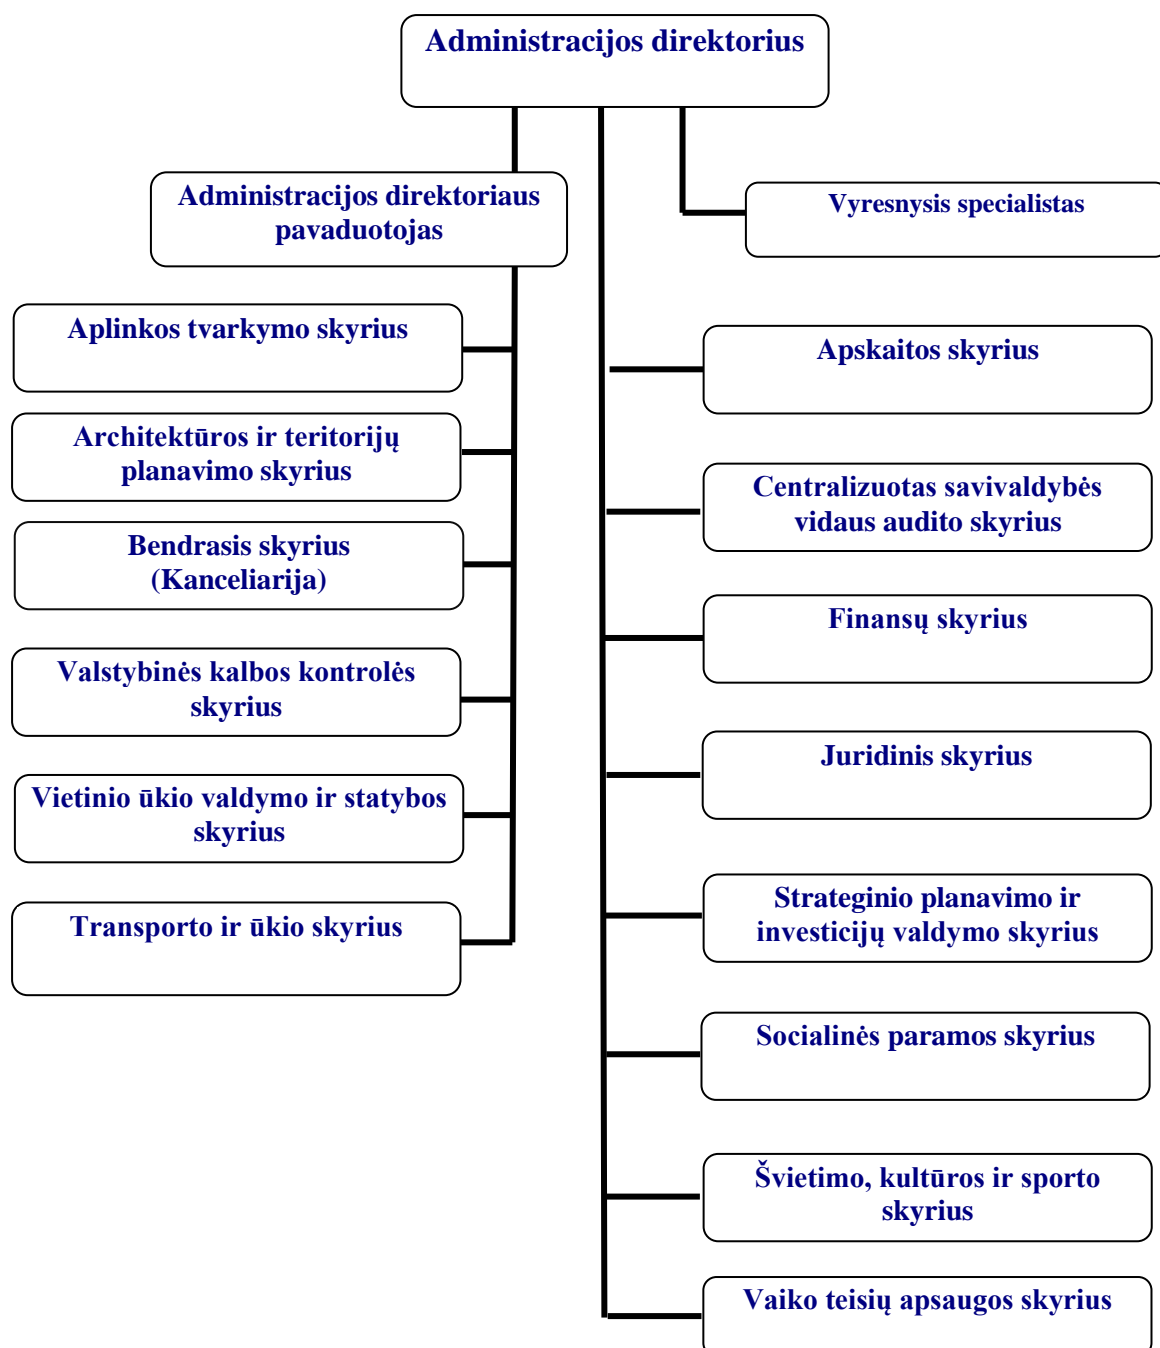 Administracijos direktorius
Administracijos direktoriaus
pavaduotojas
Vyresnysis specialistas
Aplinkos tvarkymo skyrius
Architektūros ir teritorijų
planavimo skyrius
Bendrasis skyrius
(Kanceliarija)
Valstybinės kalbos kontrolės
skyrius
Vietinio ūkio valdymo ir statybos
skyrius
Transporto ir ūkio skyrius
Apskaitos skyrius
Centralizuotas savivaldybės
vidaus audito skyrius
Finansų skyrius
Juridinis skyrius
Strateginio planavimo ir
investicijų valdymo skyrius
Socialinės paramos skyrius
Švietimo, kultūros ir sporto
skyrius
Vaiko teisių apsaugos skyrius